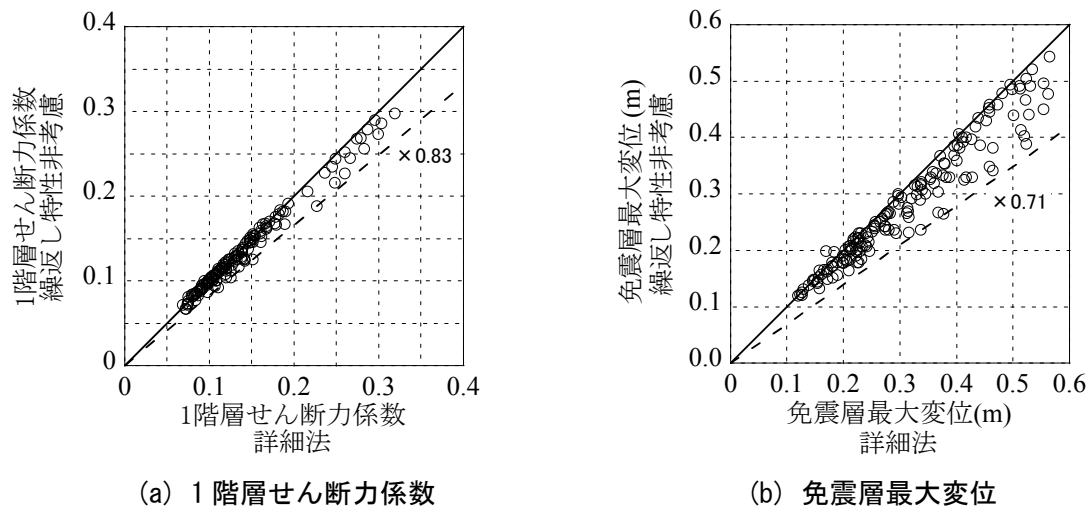 1階層せん断力係数
繰返し特性非考慮
0.4
0.3
0.2
0.1
0
×0.83
0 0.1 0.2 0.3 0.4
1階層せん断力係数
詳細法
(a) 1階層せん断力係数
免震層最大変位(m)
繰返し特性非考慮
0.6
0.5
0.4
0.3
0.2
0.1
0.0
×0.71
0 0.1 0.2 0.3 0.4 0.5 0.6
免震層最大変位(m)
詳細法
(b) 免震層最大変位